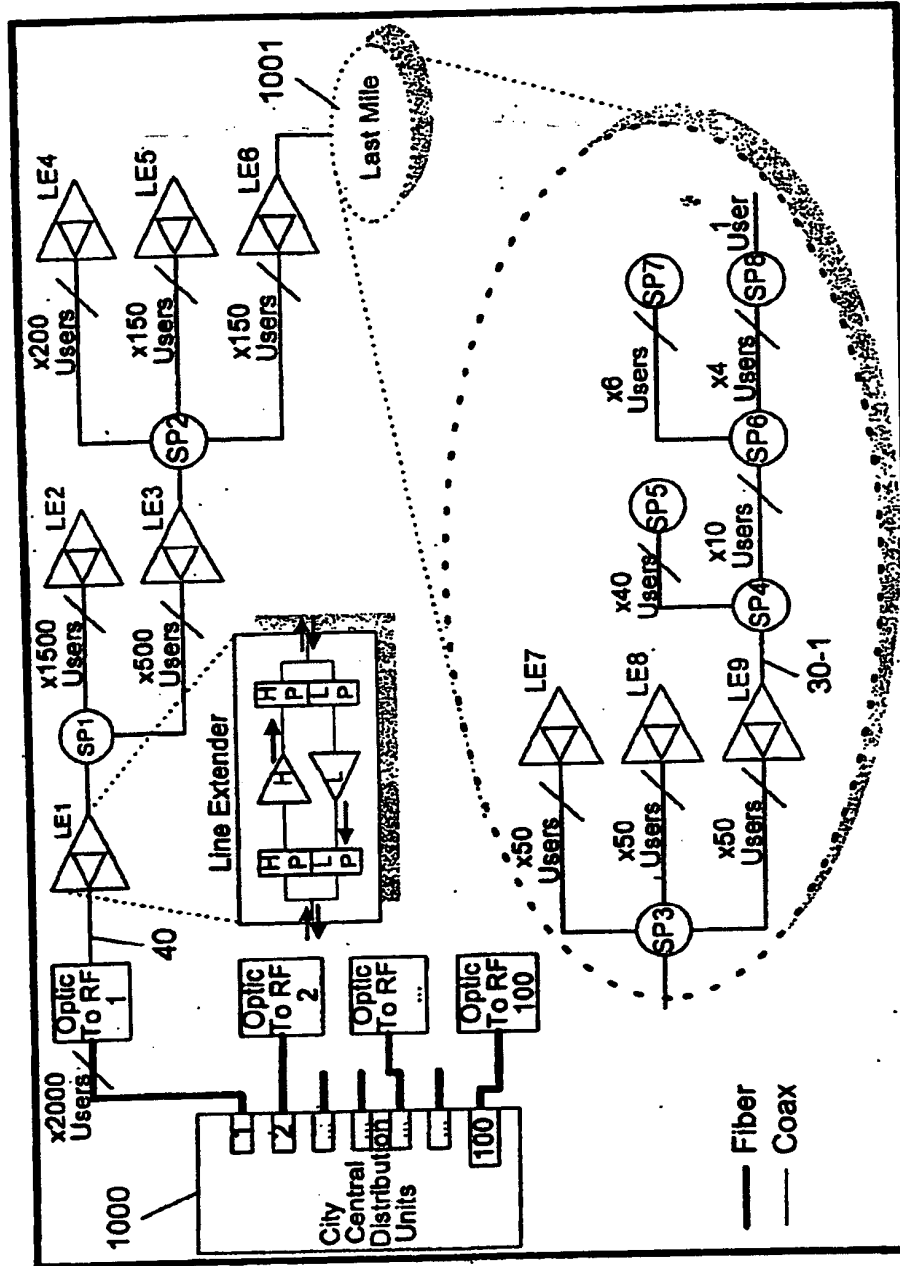 1000
City
Central
Distribution
Units
1
2
...
...
...
...
100
x2000
Users
Optic
To RF
1
Optic
To RF
2
Optic
To RF
...
Optic
To RF
100
40
LE1
SP1
x1500
Users
LE2
x500
Users
LE3
SP2
x200
Users
LE4
x150
Users
LE5
x150
Users
LE6
1001
Last Mile
Line Extender
H
P
L
P
H
L
H
P
L
P
SP3
x50
Users
LE7
x50
Users
LE8
x50
Users
LE9
30-1
SP4
x40
Users
SP5
x10
Users
SP6
x6
Users
SP7
x4
Users
SP8
1
User
Fiber
Coax